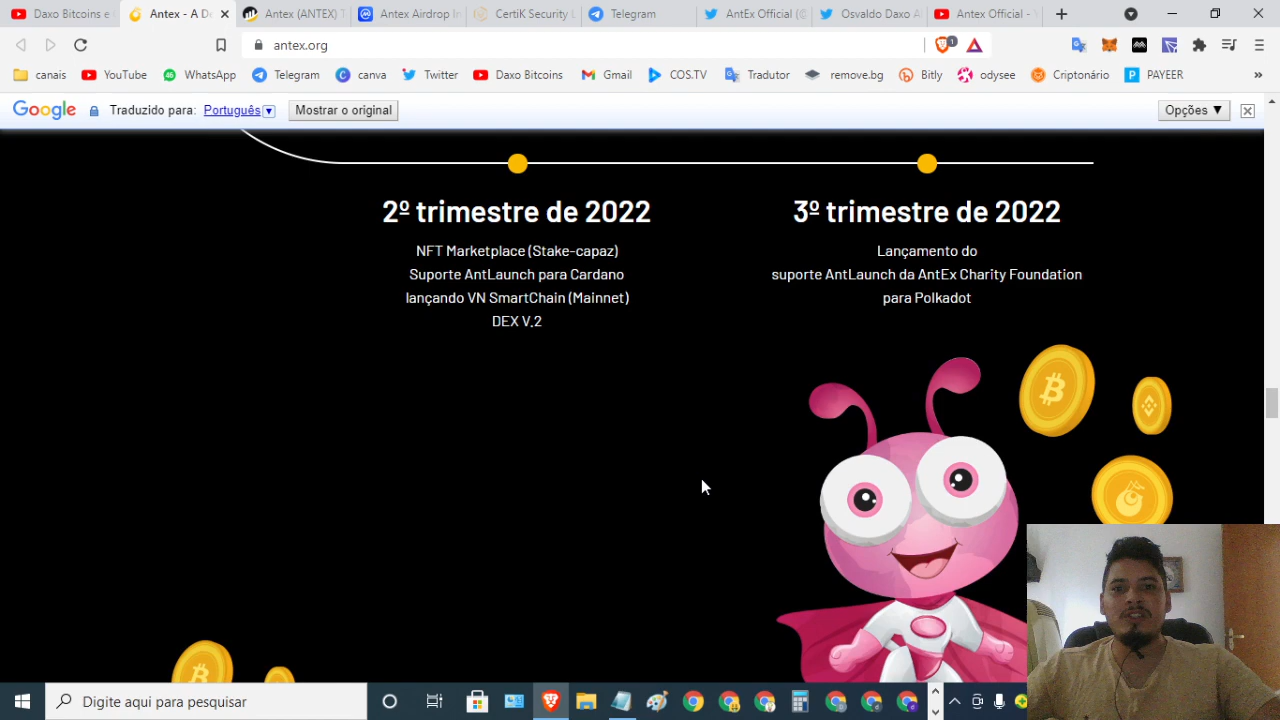 Daxo Bitcoins e
Antex - A De
Antex (ANTEX) T
Antex Airdrop In
CertiK Security L
Telegram
AntEx Official (@
Osvaldo Daxo A
Antex Official -
antex.org
1
canais
YouTube
WhatsApp
Telegram
canva
Twitter
Daxo Bitcoins
Gmail
COS.TV
Tradutor
remove.bg
Bitly
odysee
Criptonário
PAYEER
Google
Traduzido para:
Português
Mostrar o original
Opções
2º trimestre de 2022
NFT Marketplace (Stake-capaz)
Suporte AntLaunch para Cardano
lançando VN SmartChain (Mainnet)
DEX V.2
3º trimestre de 2022
Lançamento do
suporte AntLaunch da AntEx Charity Foundation
para Polkadot
Digite aqui para pesquisar